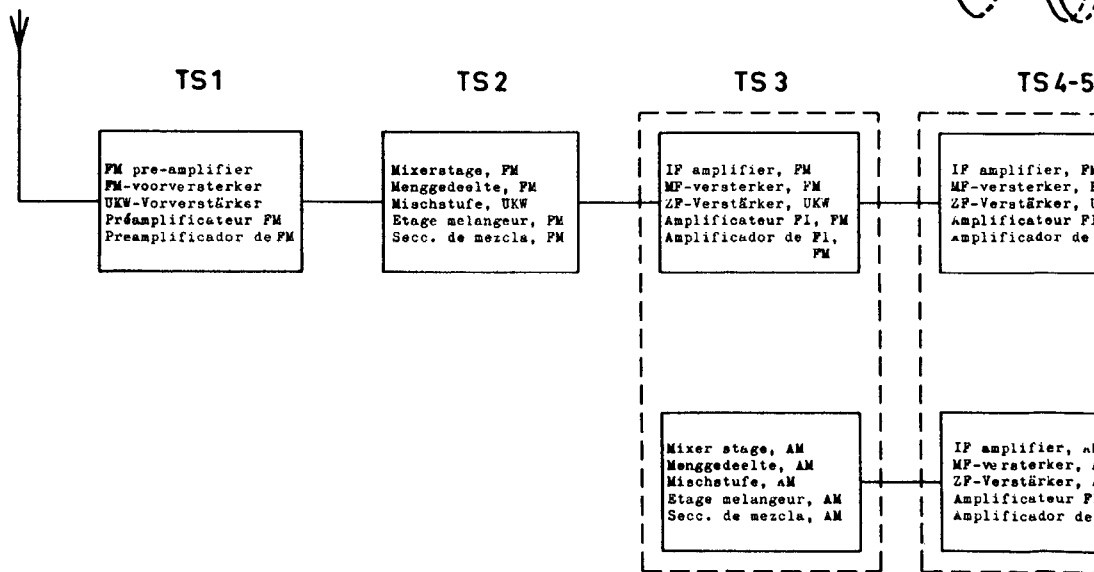 TS1
TS2
TS3
TS4-5
FM pre-amplifier
FM-voorversterker
UKW-Vorverstärker
Préamplificateur FM
Preamplificador de FM
Mixerstage, FM
Menggedeelte, FM
Mischstufe, UKW
Etage melangeur, FM
Secc. de mezcla, FM
IF amplifier, FM
MF-versterker, FM
ZF-Verstärker, UKW
Amplificateur FI, FM
Amplificador de FI,
FM
IF amplifier,
MF-versterker,
ZF-Verstärker,
Amplificateur
Amplificador de
Mixer stage, AM
Menggedeelte, AM
Mischstufe, AM
Etage melangeur, AM
Secc. de mezcla, AM
IF amplifier,
MF-versterker,
ZF-Verstärker,
Amplificateur
Amplificador de